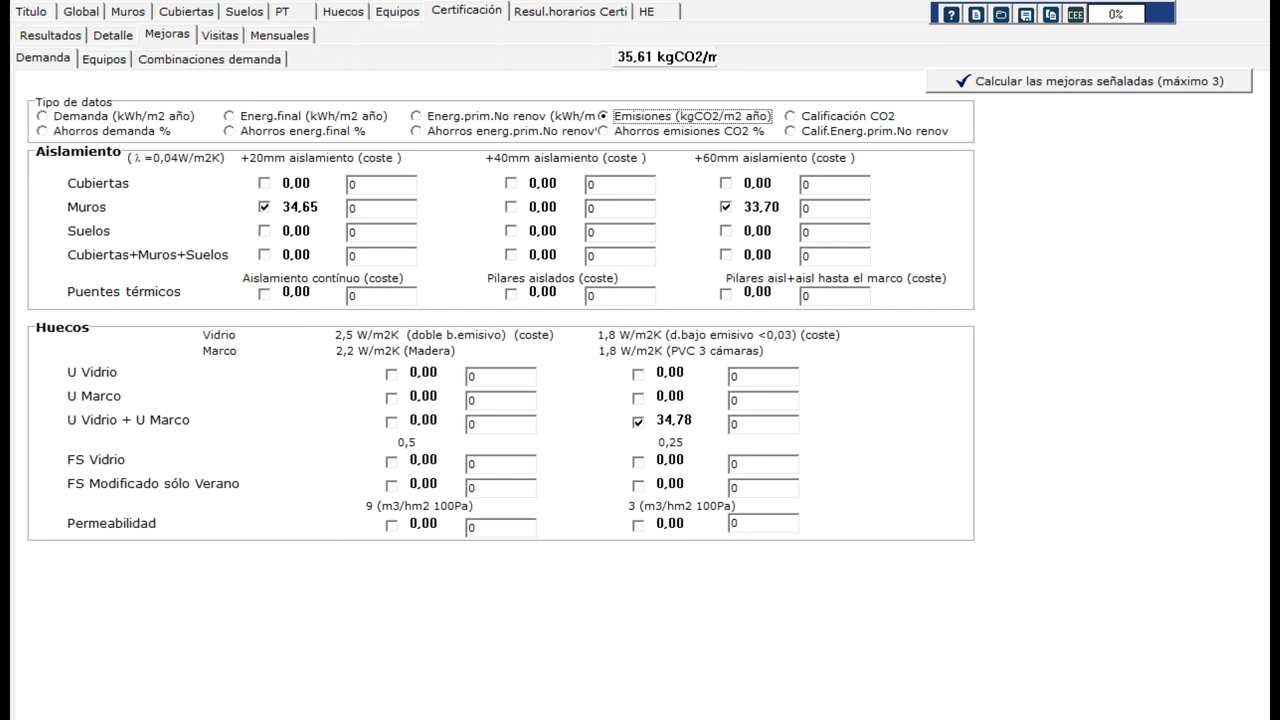 Titulo Global Muros Cubiertas Suelos PT Huecos Equipos Certificación Resul.horarios Certi HE ? CEE 0%
Resultados Detalle Mejoras Visitas Mensuales
Demanda Equipos Combinaciones demanda 35,61 kgCO2/m
Calcular las mejoras señaladas (máximo 3)
Tipo de datos
Demanda (kWh/m2 año) Energ.final (kWh/m2 año) Energ.prim.No renov (kWh/m Emisiones (kgCO2/m2 año) Calificación CO2
Ahorros demanda % Ahorros energ.final % Ahorros energ.prim.No renov Ahorros emisiones CO2 % Calif.Energ.prim.No renov
Aislamiento (λ =0,04W/m2K) +20mm aislamiento (coste ) +40mm aislamiento (coste ) +60mm aislamiento (coste )
Cubiertas 0,00 0 0,00 0 0,00 0
Muros 34,65 0 0,00 0 33,70 0
Suelos 0,00 0 0,00 0 0,00 0
Cubiertas+Muros+Suelos 0,00 0 0,00 0 0,00 0
Aislamiento contínuo (coste) Pilares aislados (coste) Pilares aisl+aisl hasta el marco (coste)
Puentes térmicos 0,00 0 0,00 0 0,00 0
Huecos
Vidrio 2,5 W/m2K (doble b.emisivo) (coste) 1,8 W/m2K (d.bajo emisivo <0,03) (coste)
Marco 2,2 W/m2K (Madera) 1,8 W/m2K (PVC 3 cámaras)
U Vidrio 0,00 0 0,00 0
U Marco 0,00 0 0,00 0
U Vidrio + U Marco 0,00 0 34,78 0
0,5 0,25
FS Vidrio 0,00 0 0,00 0
FS Modificado sólo Verano 0,00 0 0,00 0
9 (m3/hm2 100Pa) 3 (m3/hm2 100Pa)
Permeabilidad 0,00 0 0,00 0